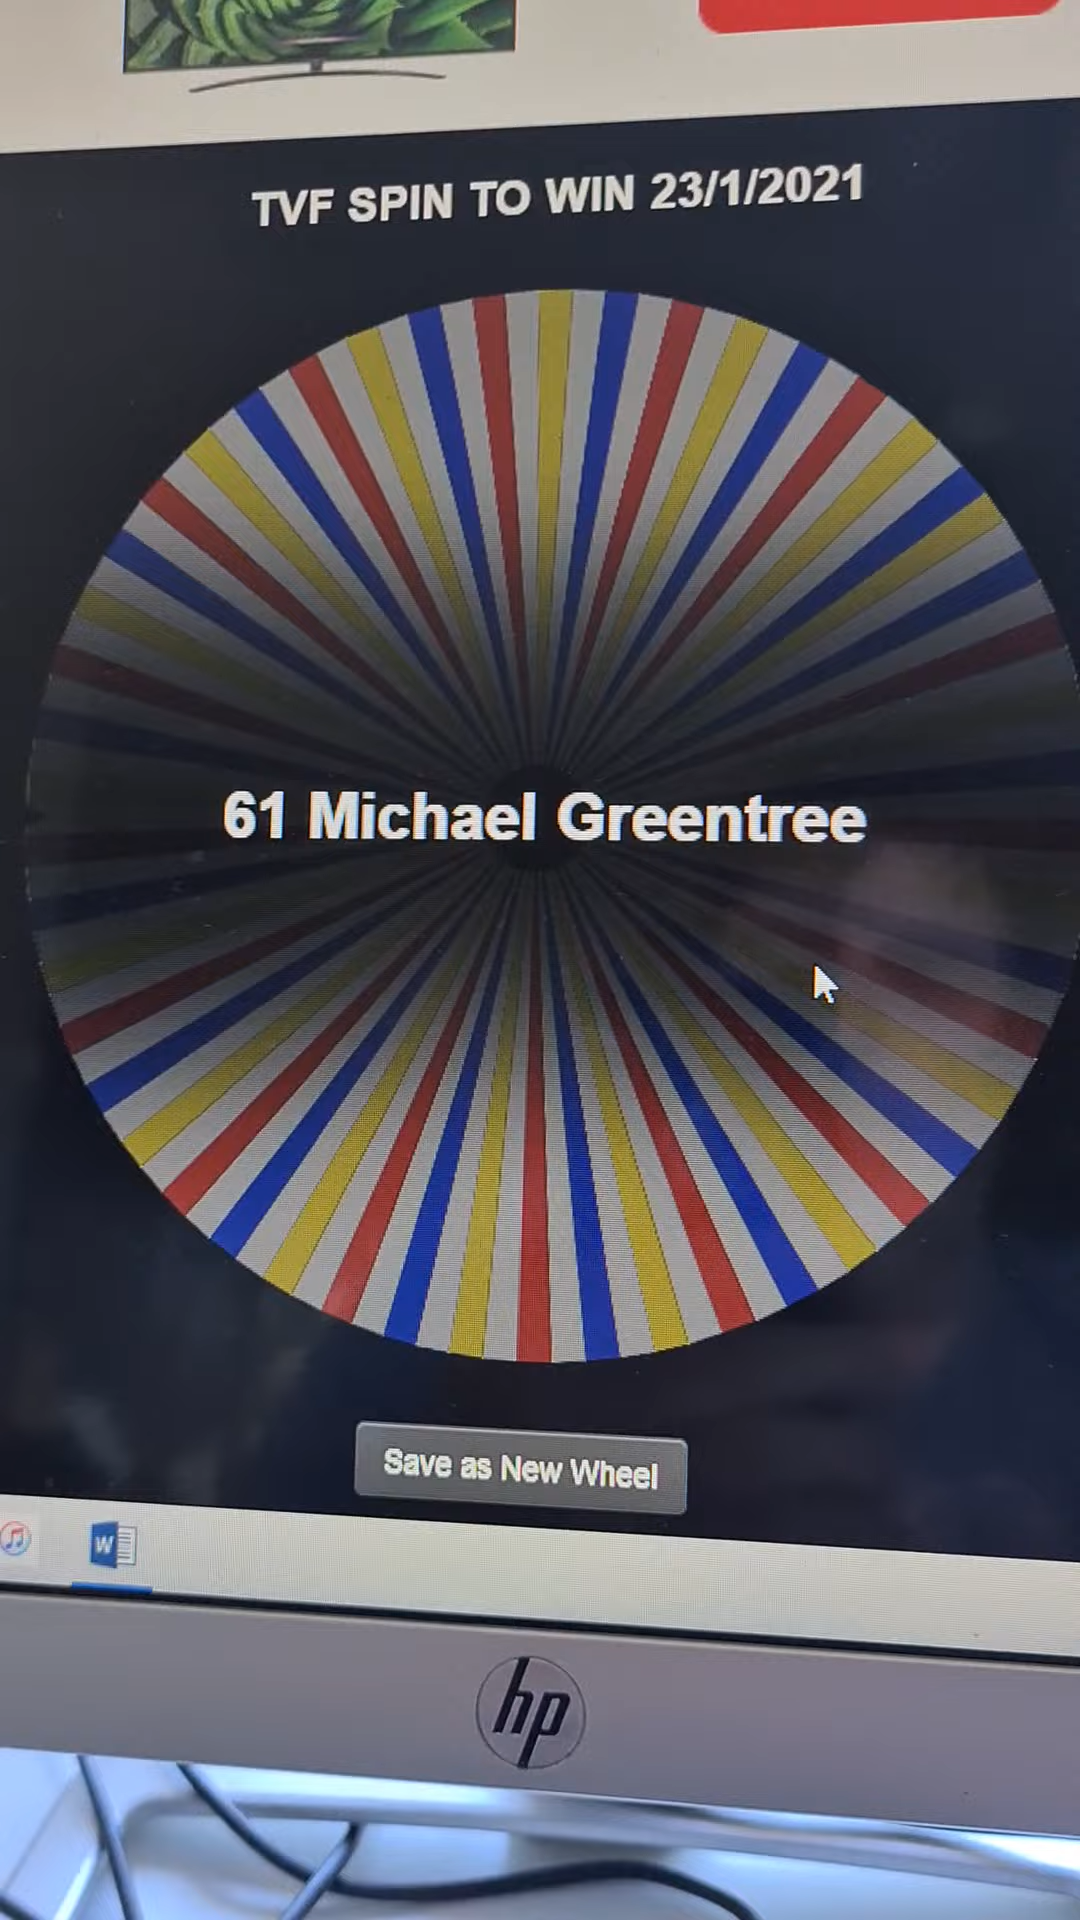 TVF SPIN TO WIN 23/1/2021
61 Michael Greentree
Save as New Wheel
W
hp